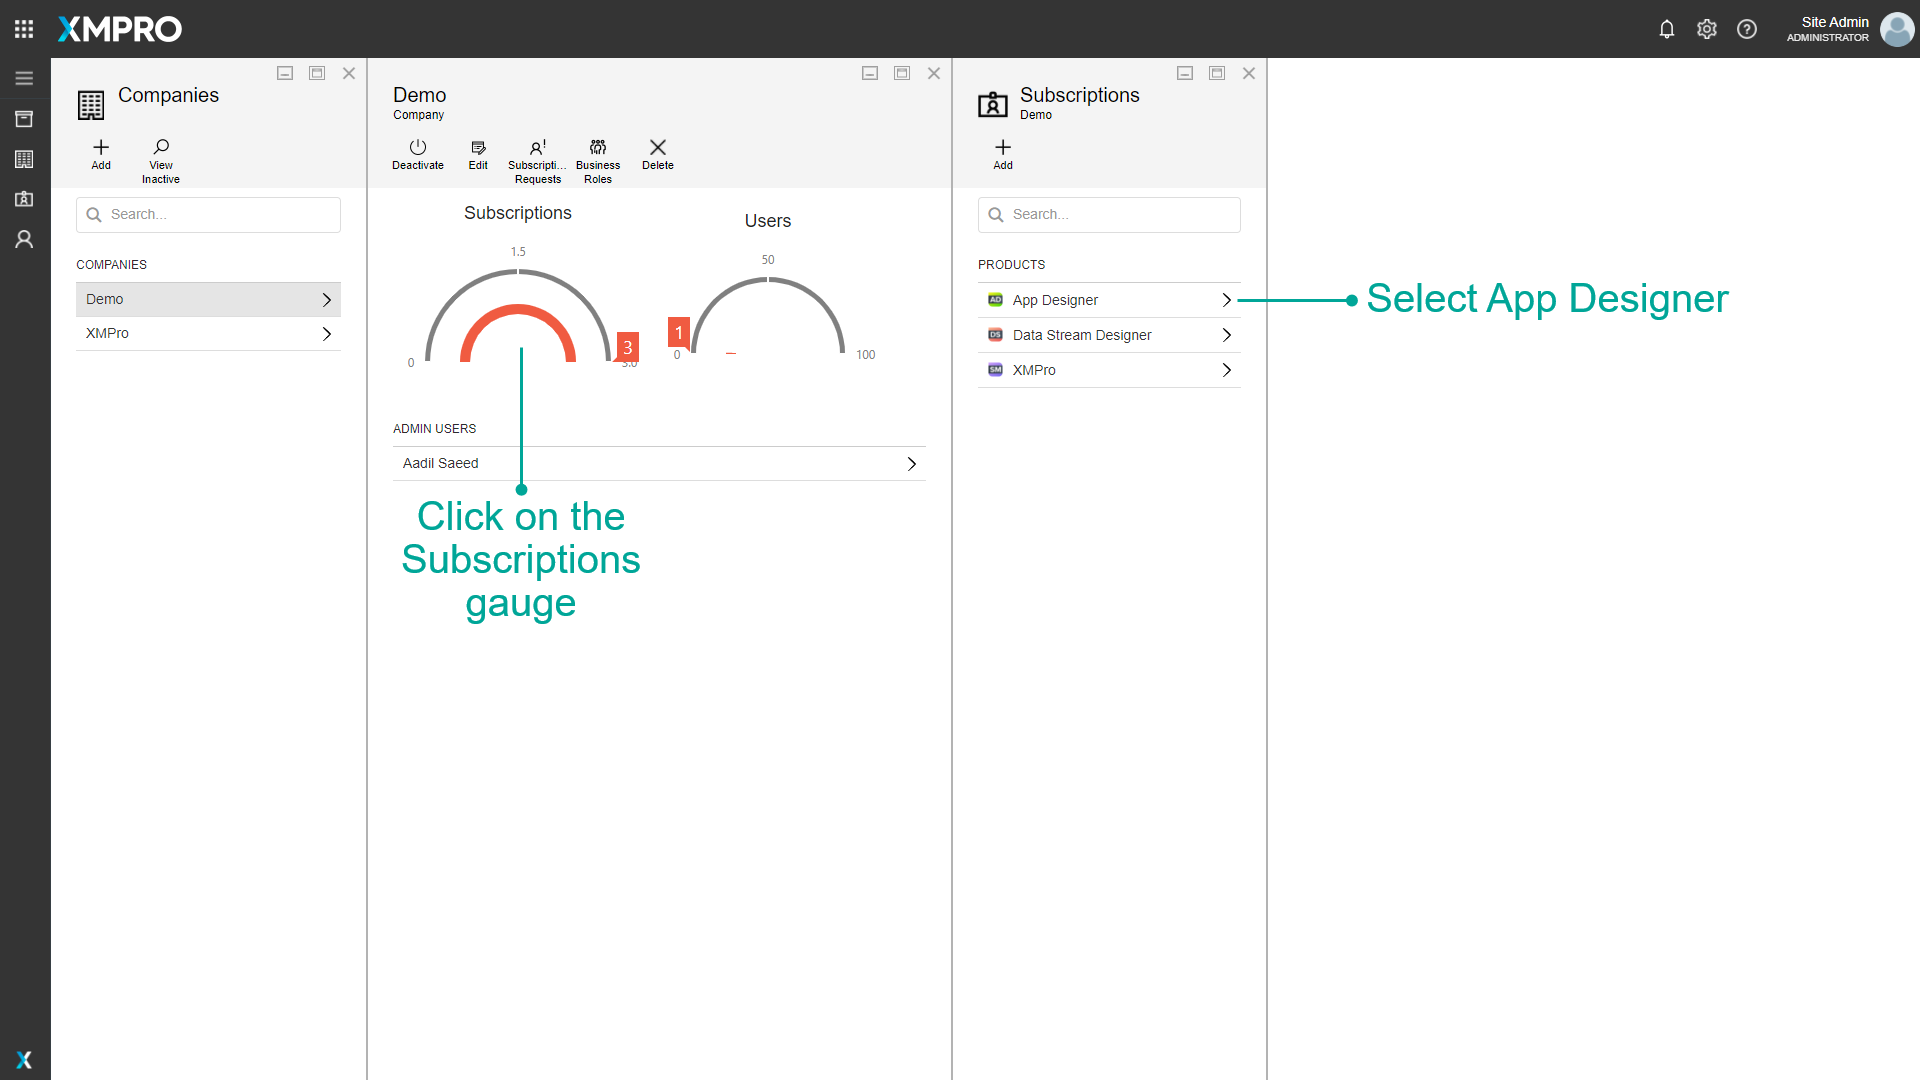 XMPRO
Site Admin
ADMINISTRATOR
Companies
Add
View
Inactive
Search...
COMPANIES
Demo
XMPro
Demo
Company
Deactivate
Edit
Subscripti...
Requests
Business
Roles
Delete
Subscriptions
1.5
0
3
3.0
Users
50
1
0
100
ADMIN USERS
Aadil Saeed
Click on the
Subscriptions
gauge
Subscriptions
Demo
Add
Search...
PRODUCTS
AD App Designer
DS Data Stream Designer
SM XMPro
Select App Designer
X